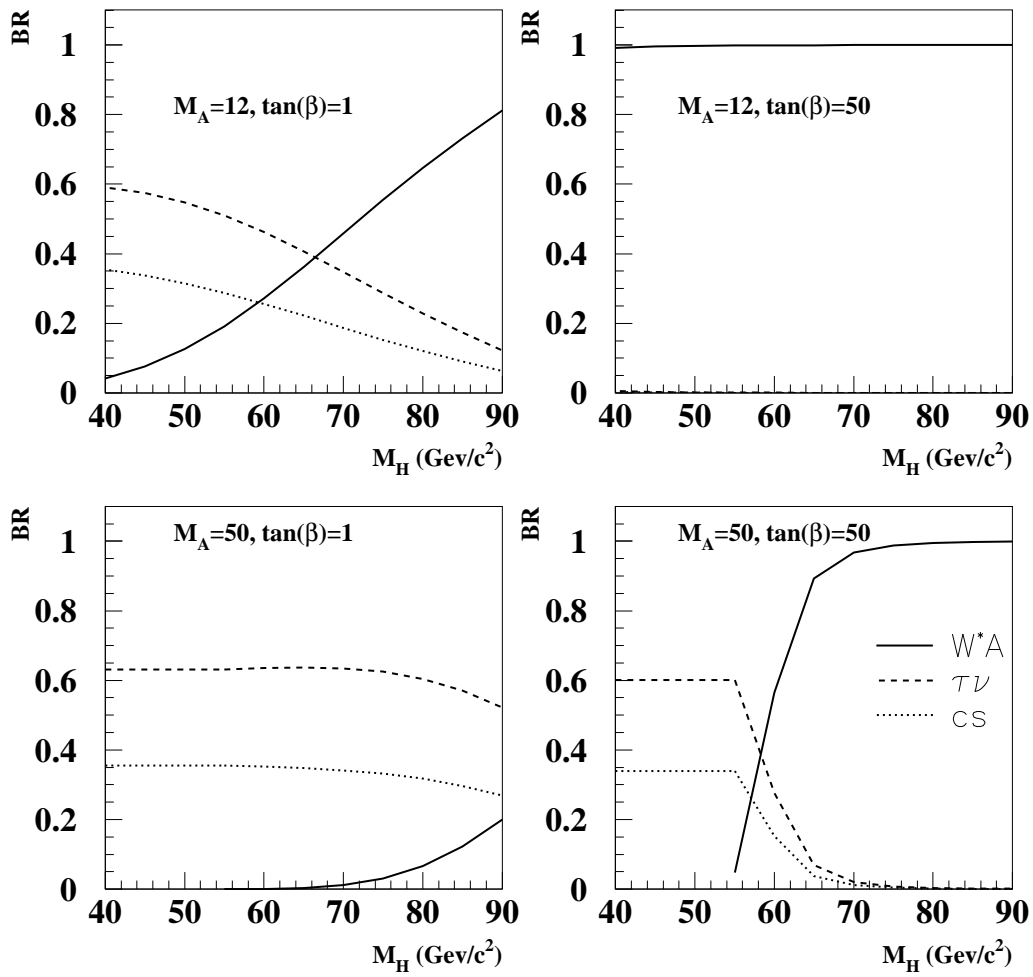 BR
1
0.8
0.6
0.4
0.2
0
M_A=12, tan(β)=1
40 50 60 70 80 90
M_H (Gev/c²)
BR
1
0.8
0.6
0.4
0.2
0
M_A=12, tan(β)=50
40 50 60 70 80 90
M_H (Gev/c²)
BR
1
0.8
0.6
0.4
0.2
0
M_A=50, tan(β)=1
40 50 60 70 80 90
M_H (Gev/c²)
BR
1
0.8
0.6
0.4
0.2
0
M_A=50, tan(β)=50
W*A
τν
cs
40 50 60 70 80 90
M_H (Gev/c²)